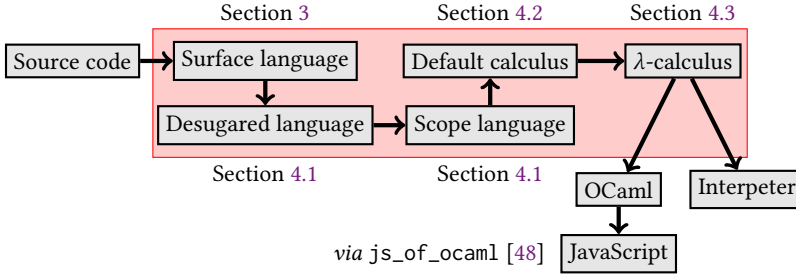 Section 3
Section 4.2
Section 4.3
Source code
Surface language
Default calculus
λ-calculus
Desugared language
Scope language
Section 4.1
Section 4.1
OCaml
Interpeter
via js_of_ocaml [48]
JavaScript